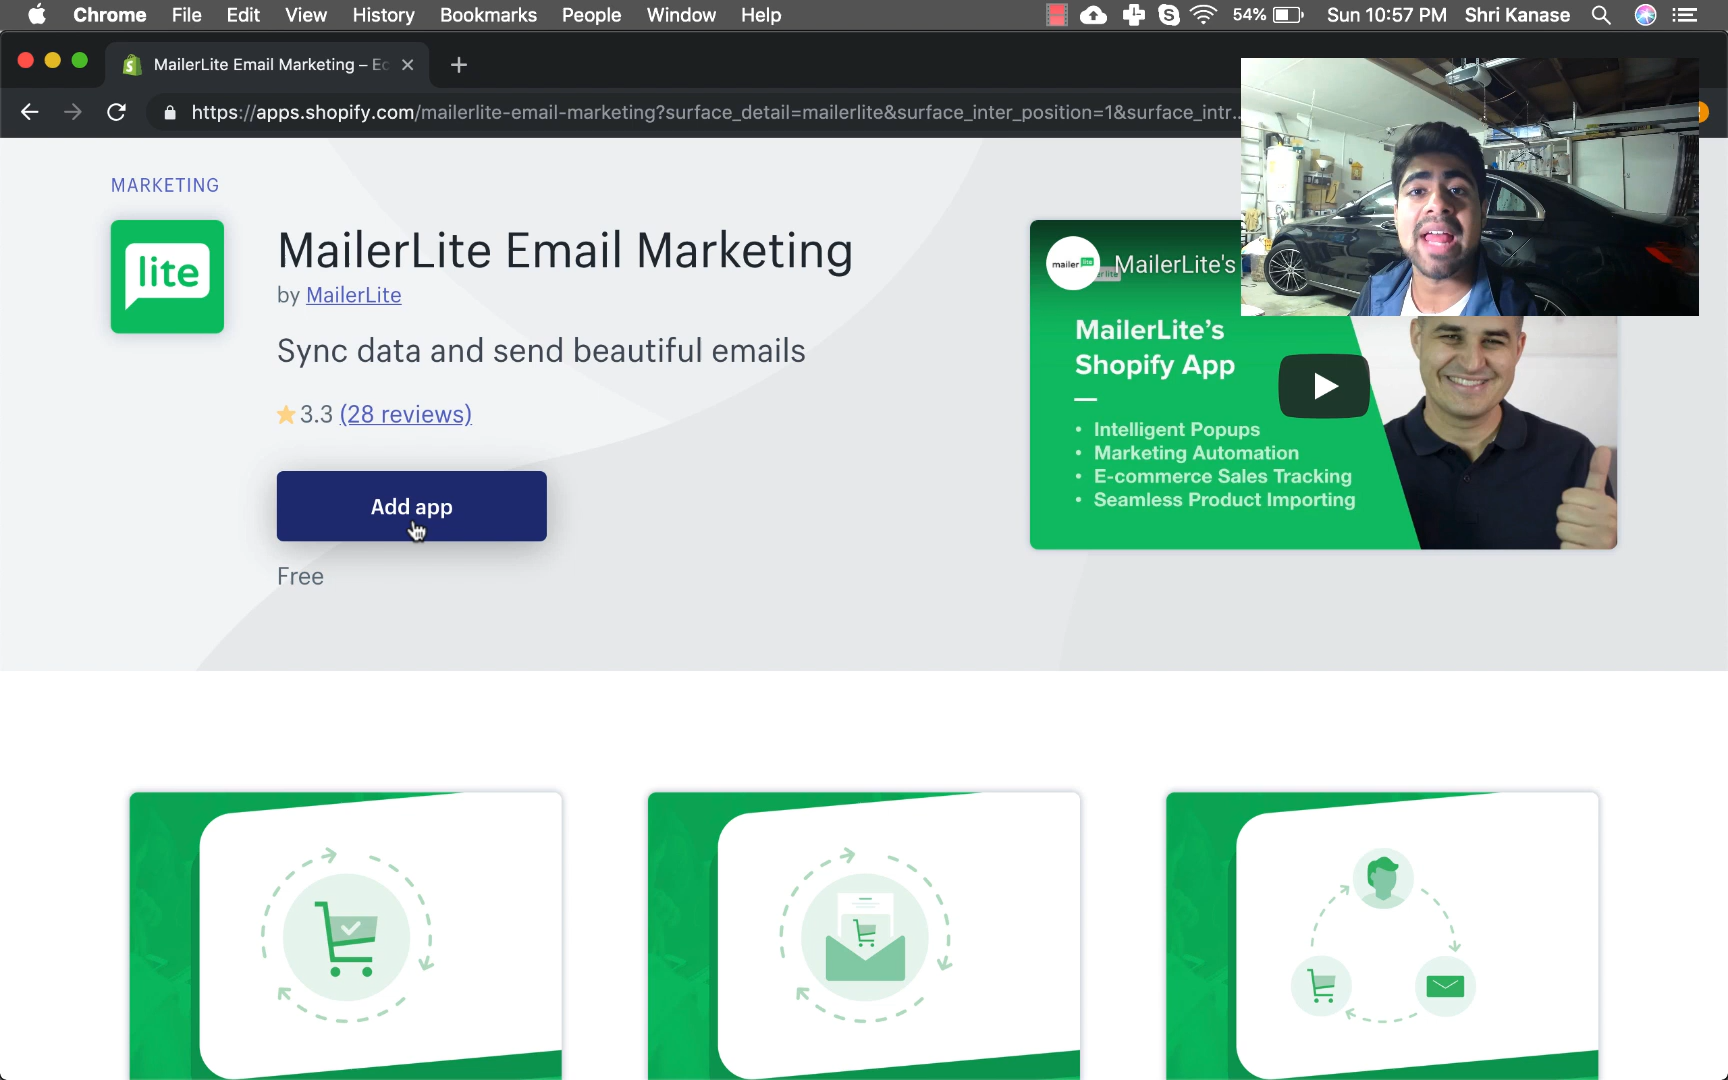 Chrome File Edit View History Bookmarks People Window Help 54% Sun 10:57 PM Shri Kanase
MailerLite Email Marketing – Ec
https://apps.shopify.com/mailerlite-email-marketing?surface_detail=mailerlite&surface_inter_position=1&surface_intr...
MARKETING
lite
MailerLite Email Marketing
by MailerLite
Sync data and send beautiful emails
3.3 (28 reviews)
Add app
Free
mailer lite
MailerLite's
MailerLite's
Shopify App
• Intelligent Popups
• Marketing Automation
• E-commerce Sales Tracking
• Seamless Product Importing